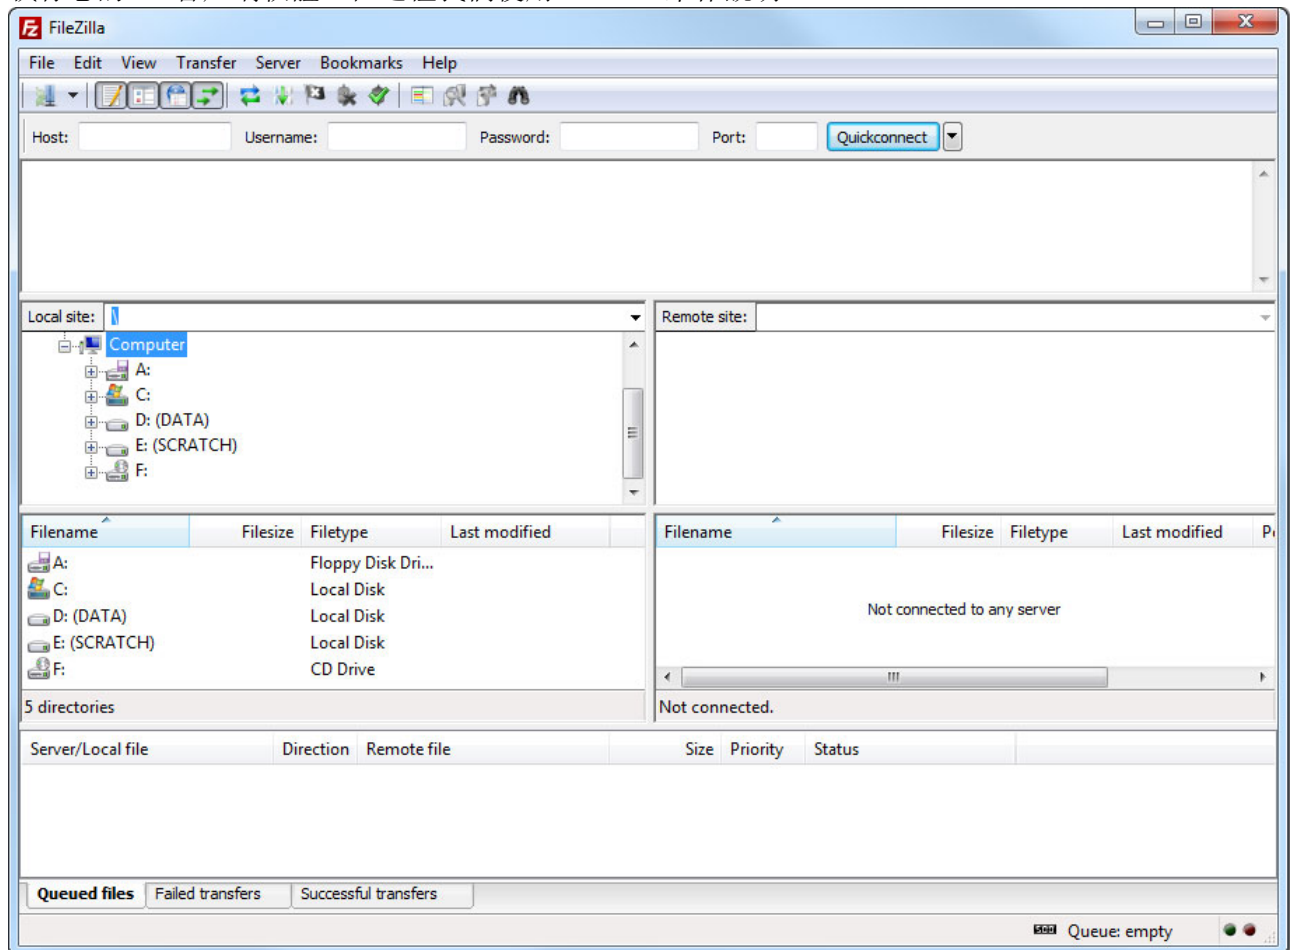 FileZilla
File Edit View Transfer Server Bookmarks Help
Host: Username: Password: Port: Quickconnect
Local site: \ Remote site:
Computer
A:
C:
D: (DATA)
E: (SCRATCH)
F:
Filename Filesize Filetype Last modified Filename Filesize Filetype Last modified
A: Floppy Disk Dri...
C: Local Disk
D: (DATA) Local Disk
E: (SCRATCH) Local Disk
F: CD Drive
Not connected to any server
5 directories Not connected.
Server/Local file Direction Remote file Size Priority Status
Queued files Failed transfers Successful transfers
Queue: empty